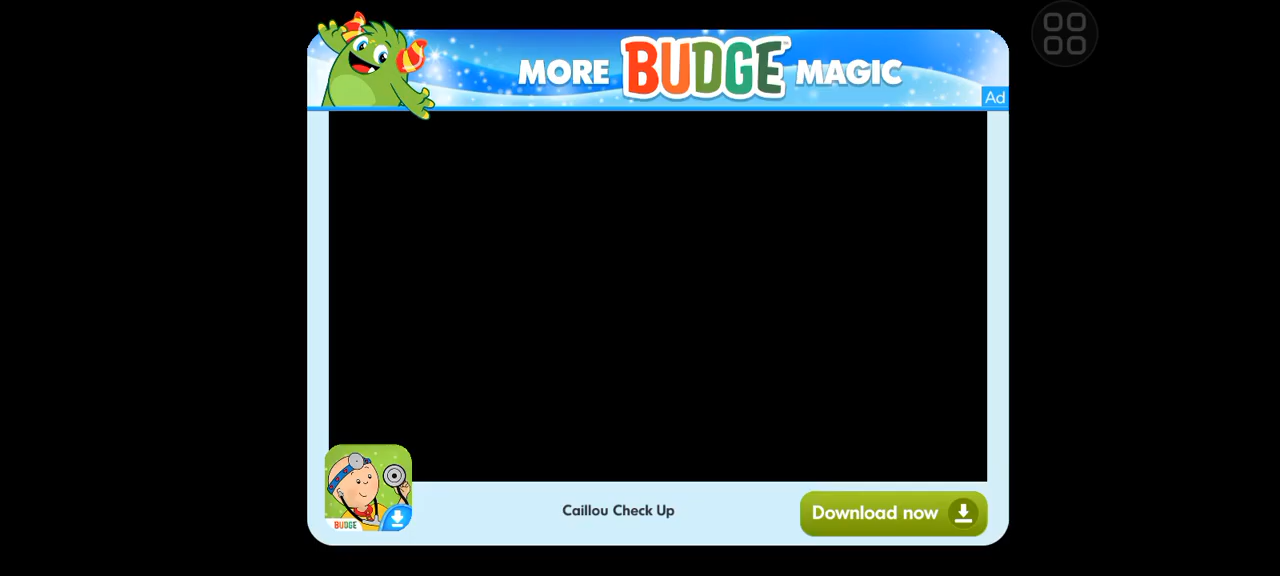 MORE BUDGE MAGIC
Ad
BUDGE
Caillou Check Up
Download now